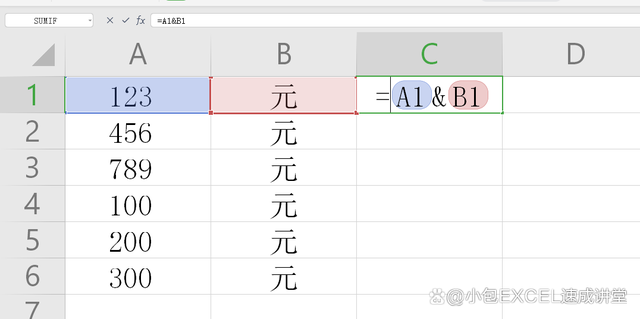 SUMIF =A1&B1
A B C D
1 123 元 =A1&B1
2 456 元
3 789 元
4 100 元
5 200 元
6 300 元
7
@小包EXCEL速成讲堂